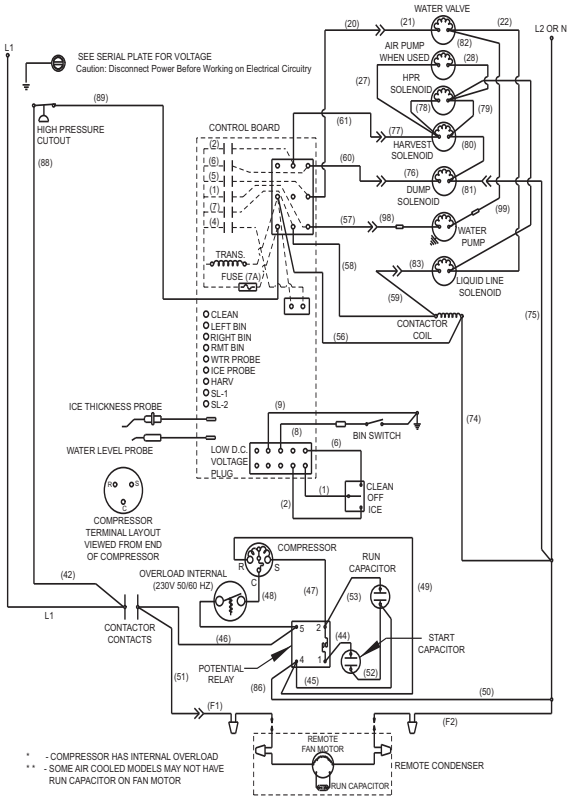 WATER VALVE
(20)
(21)
(22)
L2 OR N
L1
(82)
AIR PUMP
WHEN USED
(28)
SEE SERIAL PLATE FOR VOLTAGE
Caution: Disconnect Power Before Working on Electrical Circuitry
(27)
HPR
SOLENOID
(89)
(78)
(79)
HIGH PRESSURE
CUTOUT
(61)
CONTROL BOARD
(77)
(88)
(2)
HARVEST
SOLENOID
(80)
(60)
(6)
(5)
(76)
(81)
(1)
DUMP
SOLENOID
(7)
(99)
(4)
(57)
(98)
WATER
PUMP
TRANS.
(58)
(83)
FUSE (7A)
LIQUID LINE
SOLENOID
(59)
(75)
CLEAN
LEFT BIN
RIGHT BIN
RMT BIN
WTR PROBE
ICE PROBE
HARV
SL-1
SL-2
CONTACTOR
COIL
(56)
(9)
ICE THICKNESS PROBE
(74)
(8)
BIN SWITCH
(6)
WATER LEVEL PROBE
LOW D.C.
VOLTAGE
PLUG
CLEAN
OFF
ICE
(1)
(2)
R
S
C
COMPRESSOR
TERMINAL LAYOUT
VIEWED FROM END
OF COMPRESSOR
COMPRESSOR
R
S
C
RUN
CAPACITOR
OVERLOAD INTERNAL
(230V 50/60 HZ)
(42)
(48)
(47)
(53)
(49)
L1
CONTACTOR
CONTACTS
(46)
5
2
(44)
START
CAPACITOR
4
1
POTENTIAL
RELAY
(52)
(51)
(86)
(45)
(50)
(F1)
(F2)
REMOTE
FAN MOTOR
REMOTE CONDENSER
RUN CAPACITOR
* - COMPRESSOR HAS INTERNAL OVERLOAD
* * - SOME AIR COOLED MODELS MAY NOT HAVE
RUN CAPACITOR ON FAN MOTOR